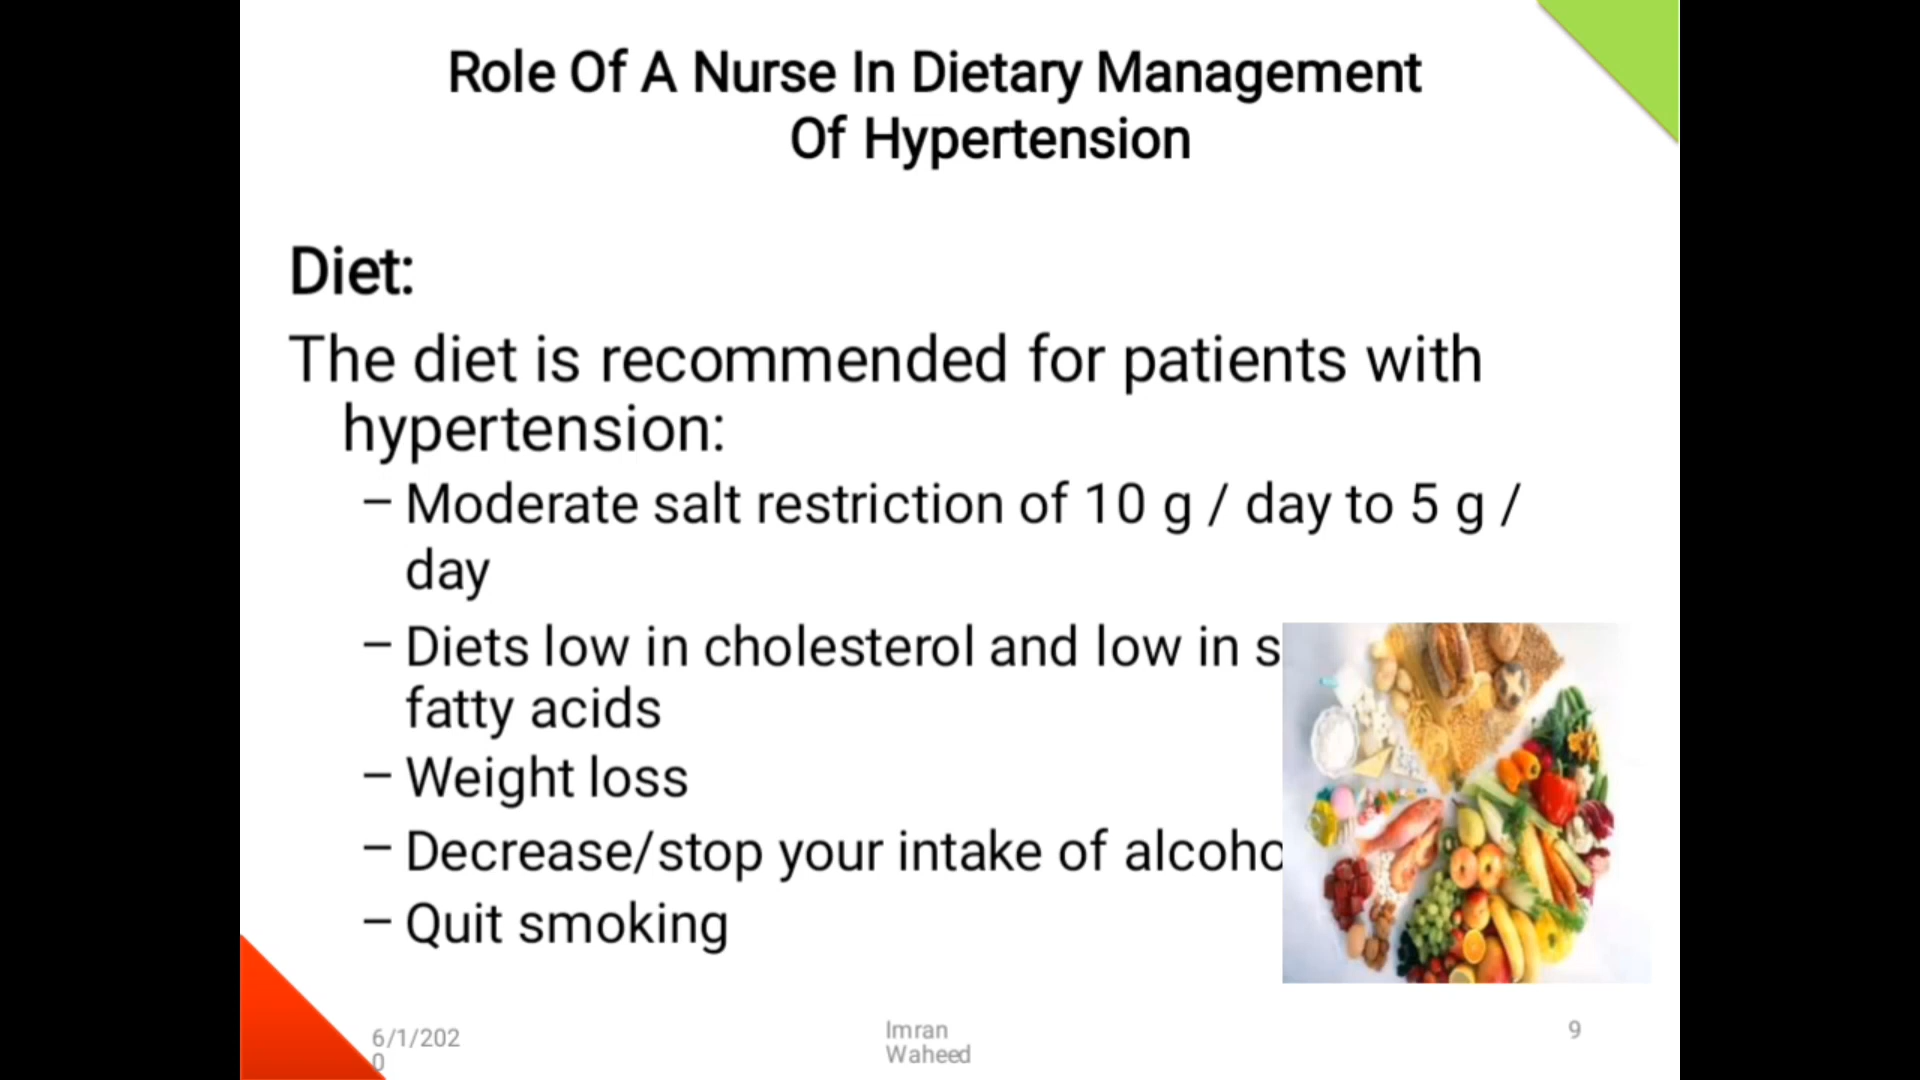 Role Of A Nurse In Dietary Management
Of Hypertension
Diet:
The diet is recommended for patients with
hypertension:
– Moderate salt restriction of 10 g / day to 5 g /
day
– Diets low in cholesterol and low in s
fatty acids
– Weight loss
– Decrease/stop your intake of alcoho
– Quit smoking
6/1/202
0
Imran
Waheed
9